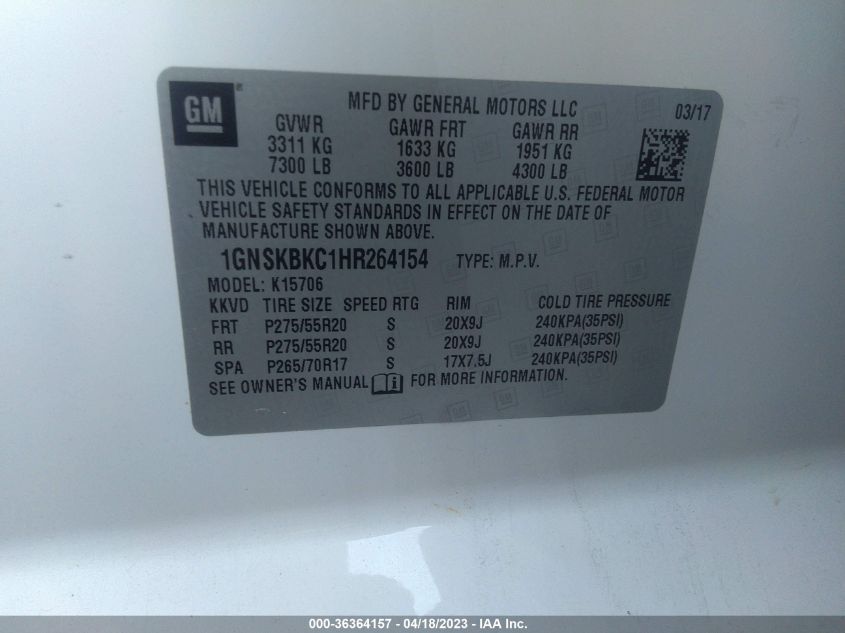 GM
MFD BY GENERAL MOTORS LLC 03/17
GVWR GAWR FRT GAWR RR
3311 KG 1633 KG 1951 KG
7300 LB 3600 LB 4300 LB
THIS VEHICLE CONFORMS TO ALL APPLICABLE U.S. FEDERAL MOTOR
VEHICLE SAFETY STANDARDS IN EFFECT ON THE DATE OF
MANUFACTURE SHOWN ABOVE.
1GNSKBKC1HR264154 TYPE: M.P.V.
MODEL: K15706
KKVD TIRE SIZE SPEED RTG RIM COLD TIRE PRESSURE
FRT P275/55R20 S 20X9J 240KPA(35PSI)
RR P275/55R20 S 20X9J 240KPA(35PSI)
SPA P265/70R17 S 17X7.5J 240KPA(35PSI)
SEE OWNER'S MANUAL FOR MORE INFORMATION.
000-36364157 - 04/18/2023 - IAA Inc.